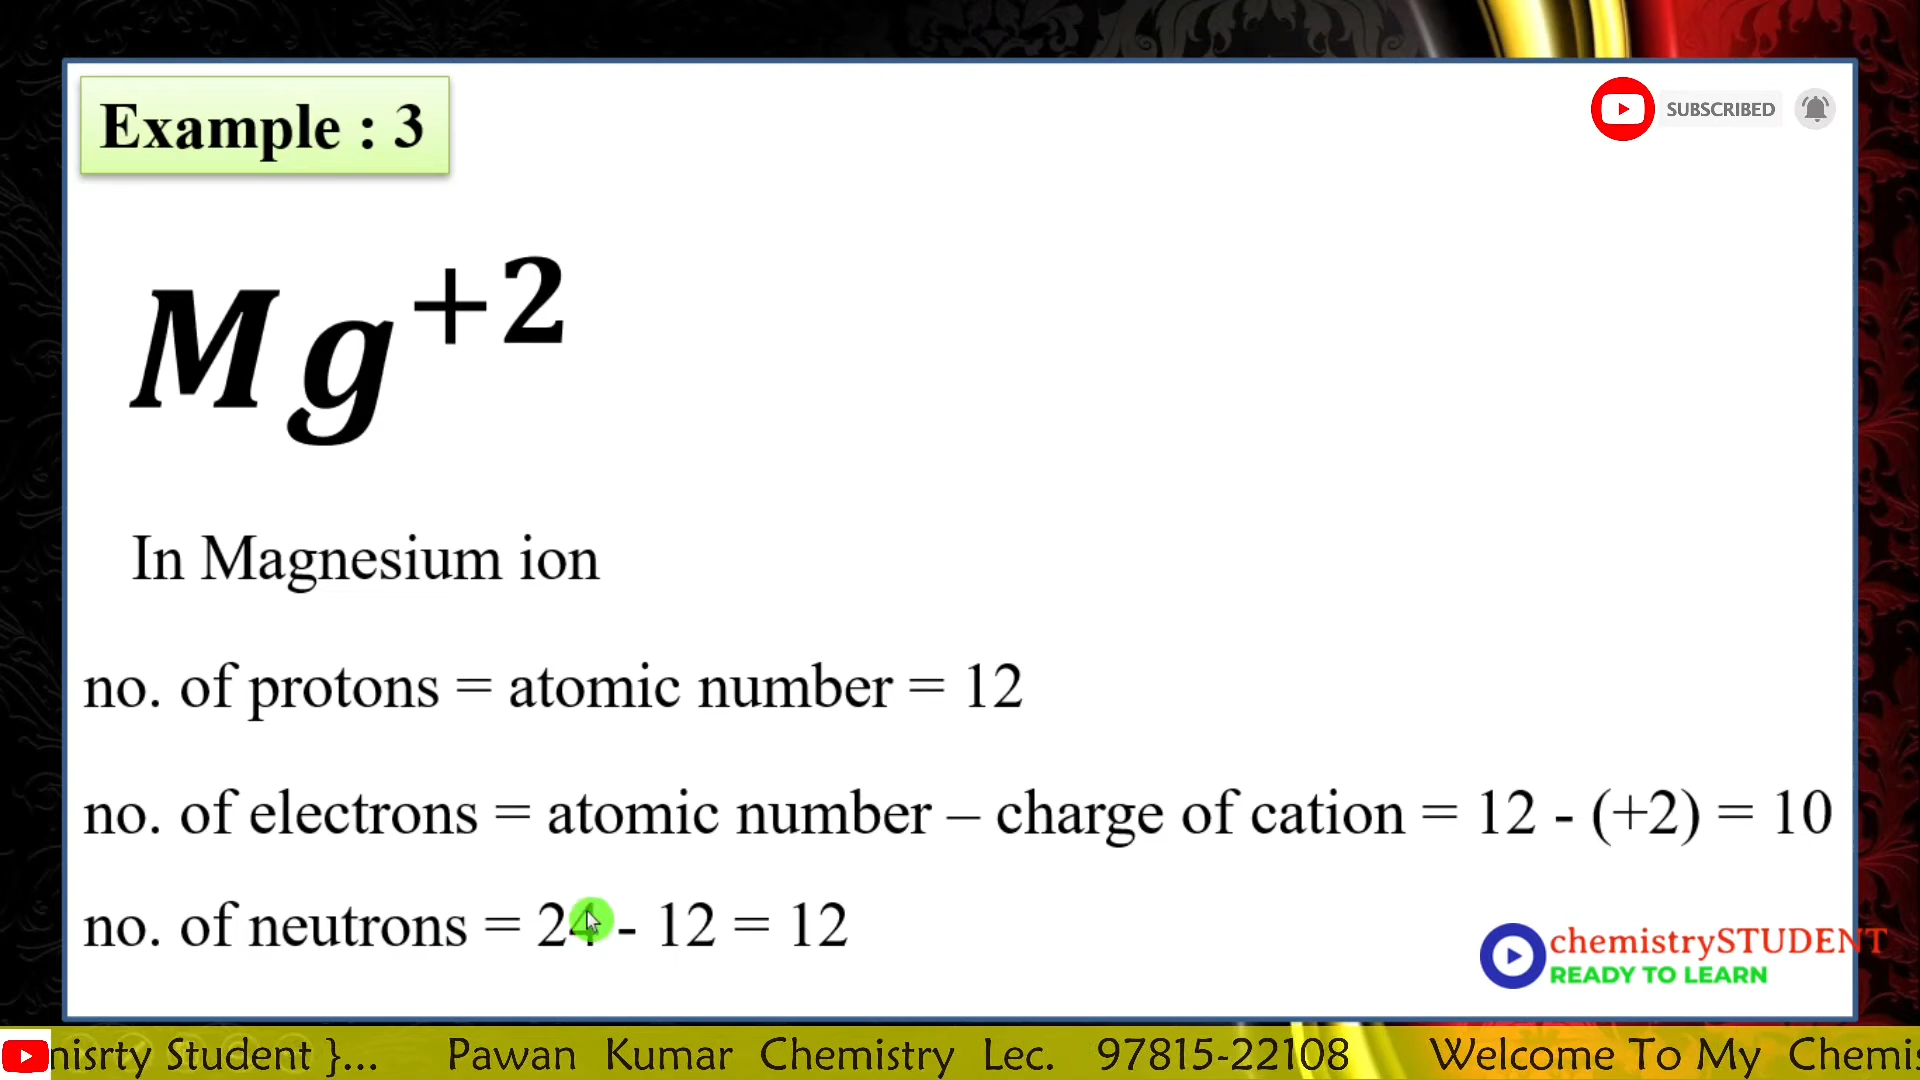 Example : 3
SUBSCRIBED
Mg⁺²
In Magnesium ion
no. of protons = atomic number = 12
no. of electrons = atomic number – charge of cation = 12 - (+2) = 10
no. of neutrons = 24 - 12 = 12
chemistrySTUDENT
READY TO LEARN
nisrty Student }... Pawan Kumar Chemistry Lec. 97815-22108 Welcome To My Chemis